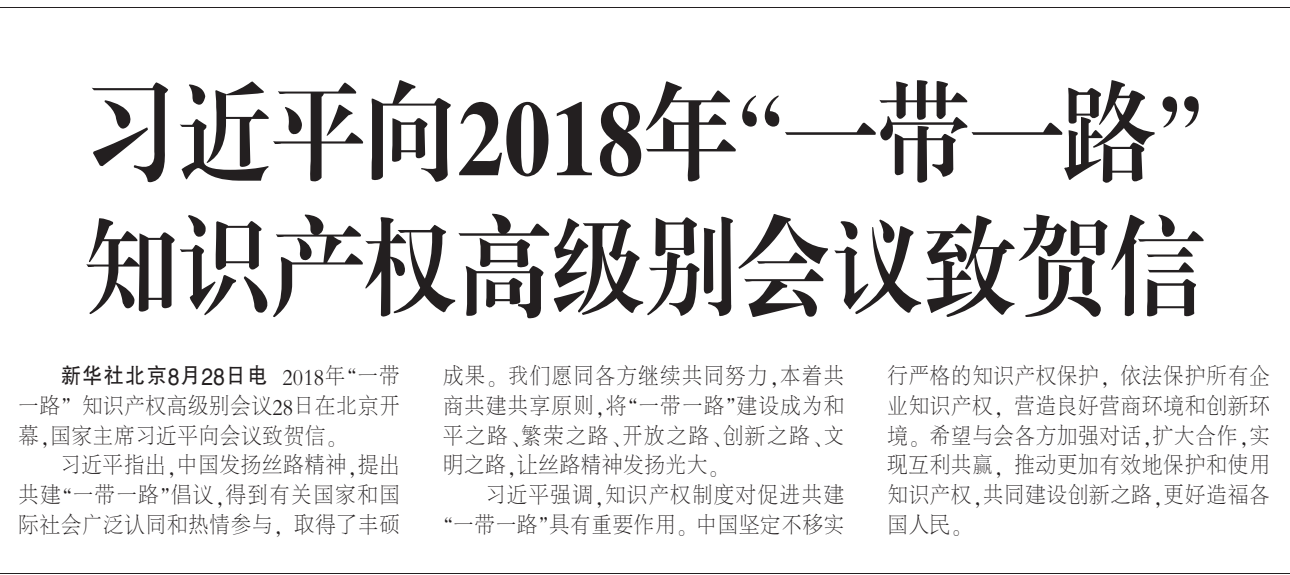 习近平向2018年“一带一路”
知识产权高级别会议致贺信
新华社北京8月28日电 2018年“一带
一路”知识产权高级别会议28日在北京开
幕,国家主席习近平向会议致贺信。
习近平指出,中国发扬丝路精神,提出
共建“一带一路”倡议,得到有关国家和国
际社会广泛认同和热情参与,取得了丰硕
成果。我们愿同各方继续共同努力,本着共
商共建共享原则,将“一带一路”建设成为和
平之路、繁荣之路、开放之路、创新之路、文
明之路,让丝路精神发扬光大。
习近平强调,知识产权制度对促进共建
“一带一路”具有重要作用。中国坚定不移实
行严格的知识产权保护,依法保护所有企
业知识产权,营造良好营商环境和创新环
境。希望与会各方加强对话,扩大合作,实
现互利共赢,推动更加有效地保护和使用
知识产权,共同建设创新之路,更好造福各
国人民。